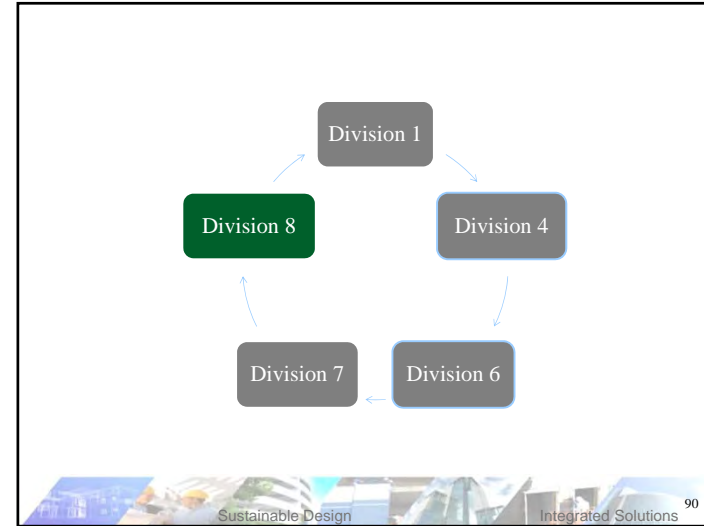 Division 1
Division 8
Division 4
Division 7
Division 6
Sustainable Design
Integrated Solutions
90